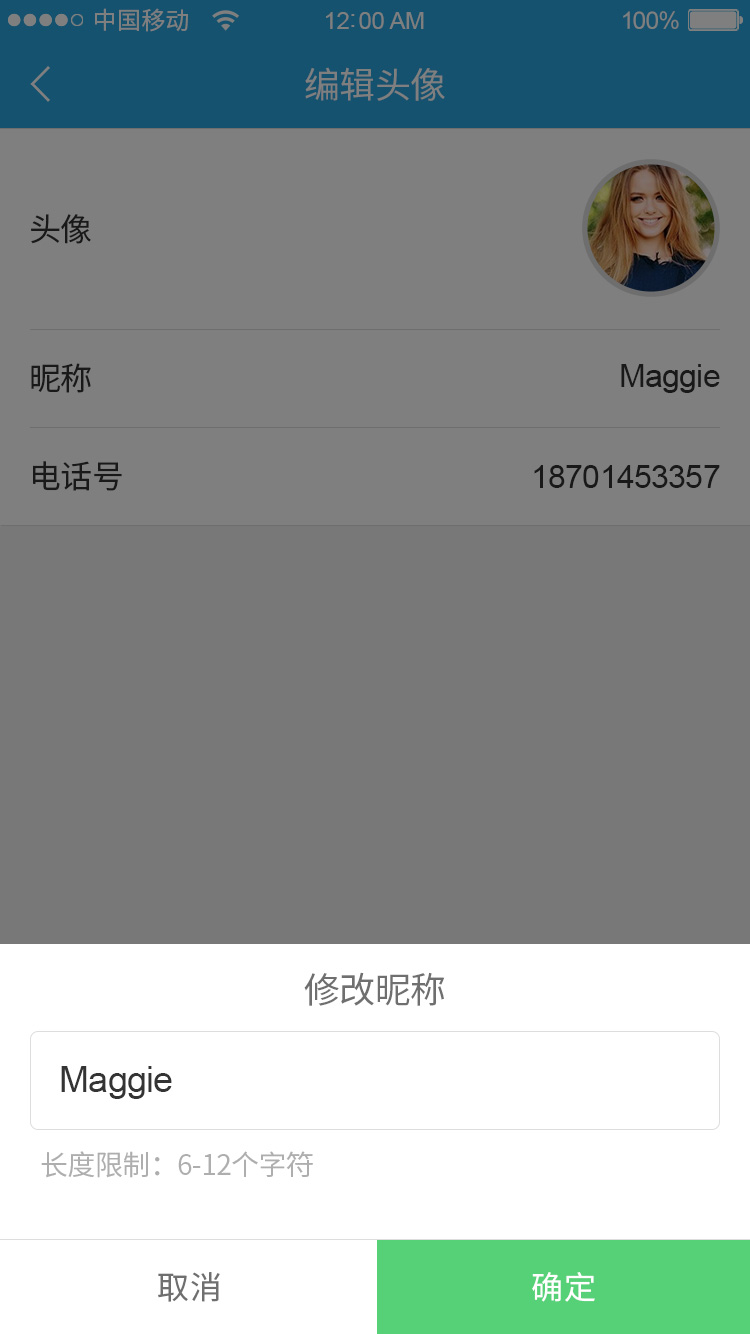 中国移动 12:00 AM 100%
编辑头像
头像
昵称 Maggie
电话号 18701453357
修改昵称
Maggie
长度限制：6-12个字符
取消 确定